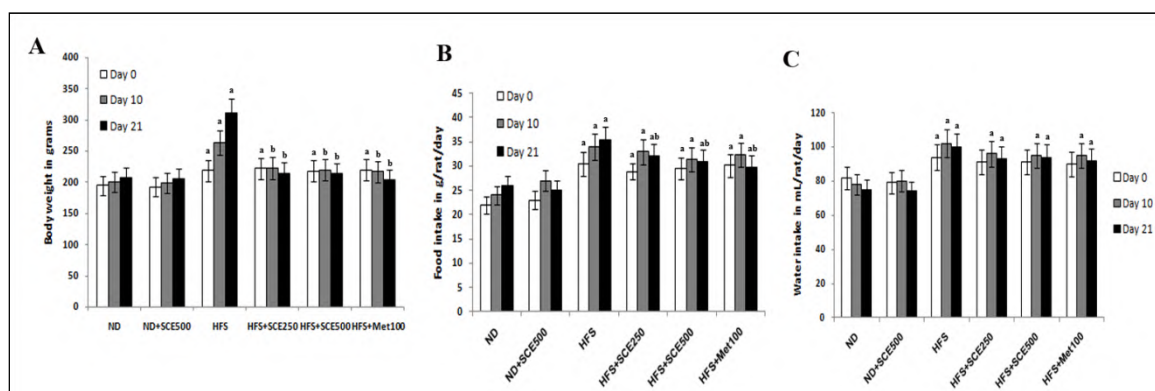 A
Body weight in grams
400
350
300
250
200
150
100
50
0
Day 0
Day 10
Day 21
a
a
a
a
b
b
a
b
b
a
b
b
ND
ND+SCE500
HFS
HFS+SCE250
HFS+SCE500
HFS+Met100
B
Food intake in g/rat/day
45
40
35
30
25
20
15
10
5
0
Day 0
Day 10
Day 21
a
a
a
a
a
ab
a
a
ab
a
a
ab
ND
ND+SCE500
HFS
HFS+SCE250
HFS+SCE500
HFS+Met100
C
Water intake in mL/rat/day
120
100
80
60
40
20
0
a
a
a
a
a
a
a
a
a
a
a
a
Day 0
Day 10
Day 21
ND
ND+SCE500
HFS
HFS+SCE250
HFS+SCE500
HFS+Met100